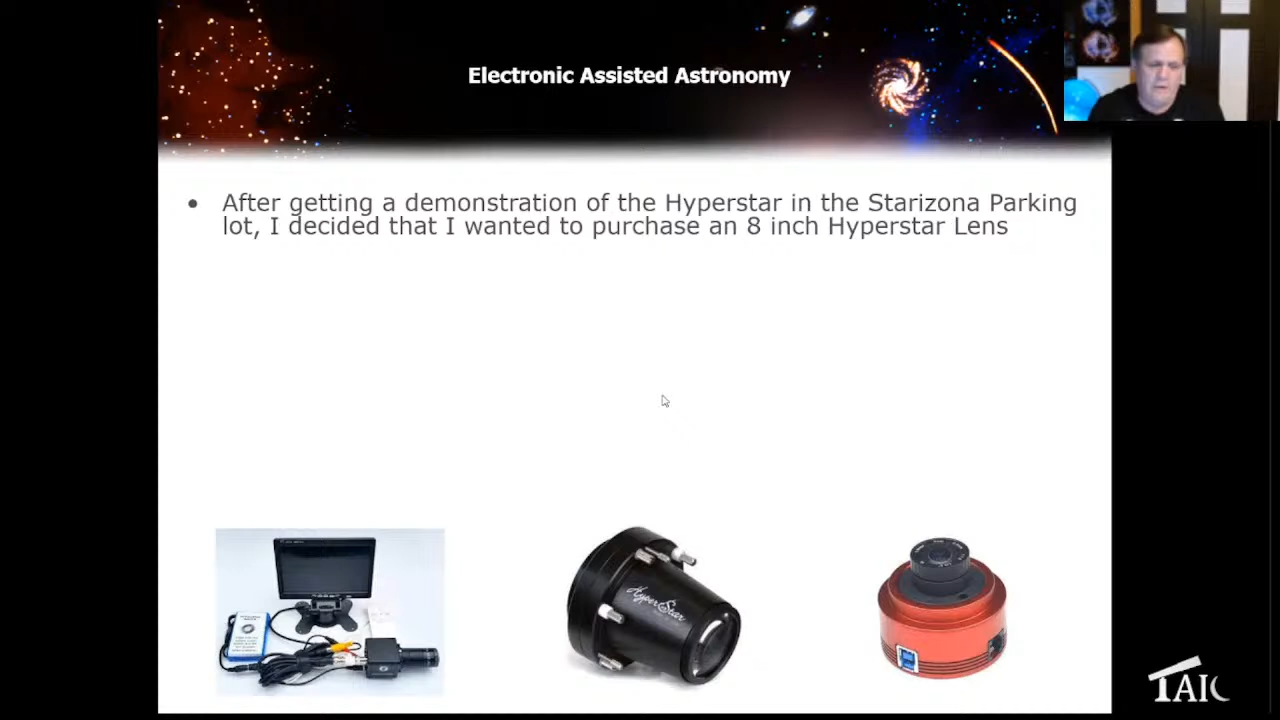 Electronic Assisted Astronomy
• After getting a demonstration of the Hyperstar in the Starizona Parking
lot, I decided that I wanted to purchase an 8 inch Hyperstar Lens
HyperStar
TAIC